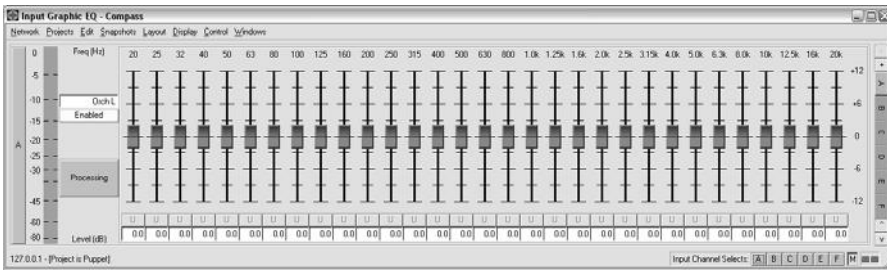 Input Graphic EQ - Compass
Network Projects Edit Snapshots Layout Display Control Windows
0 Freq (Hz) 20 25 32 40 50 63 80 100 125 160 200 250 315 400 500 630 800 1.0k 1.25k 1.6k 2.0k 2.5k 3.15k 4.0k 5.0k 6.3k 8.0k 10k 12.5k 16k 20k
-5 +12
A
-10 Orch L +6
B
Enabled
-15
C
A -20 0
-25 D
-30 Processing -6
E
-45 -12
F
-60 U U U U U U U U U U U U U U U U U U U U U U U U U U U U U U U
-80 Level (dB) 0.0 0.0 0.0 0.0 0.0 0.0 0.0 0.0 0.0 0.0 0.0 0.0 0.0 0.0 0.0 0.0 0.0 0.0 0.0 0.0 0.0 0.0 0.0 0.0 0.0 0.0 0.0 0.0 0.0 0.0 0.0
127.0.0.1 - [Project is Puppet] Input Channel Selects: A B C D E F M